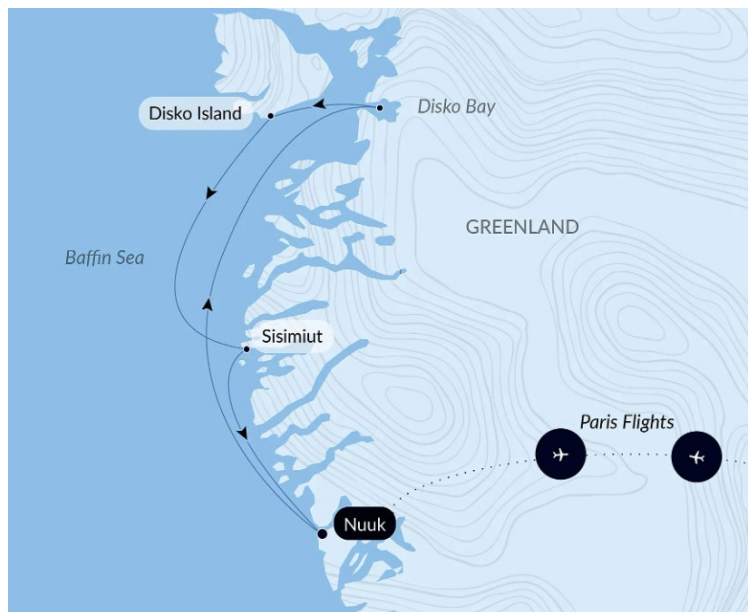 Disko Island
Disko Bay
GREENLAND
Baffin Sea
Sisimiut
Paris Flights
Nuuk